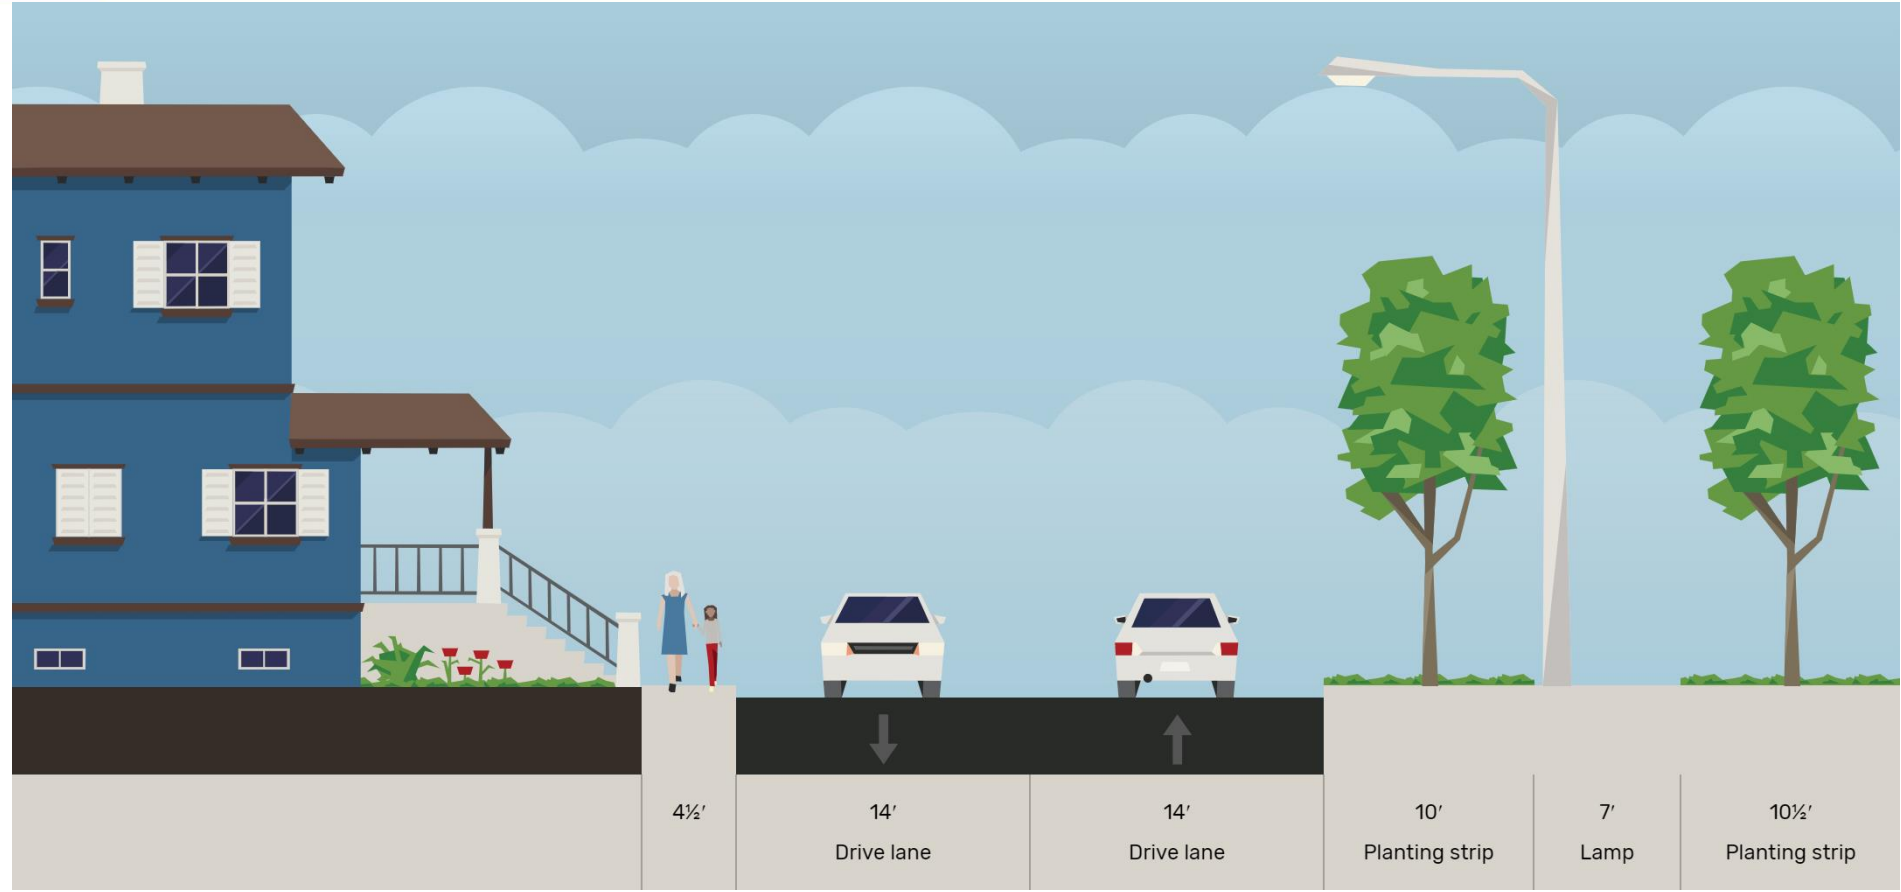 4½′
14′
Drive lane
14′
Drive lane
10′
Planting strip
7′
Lamp
10½′
Planting strip